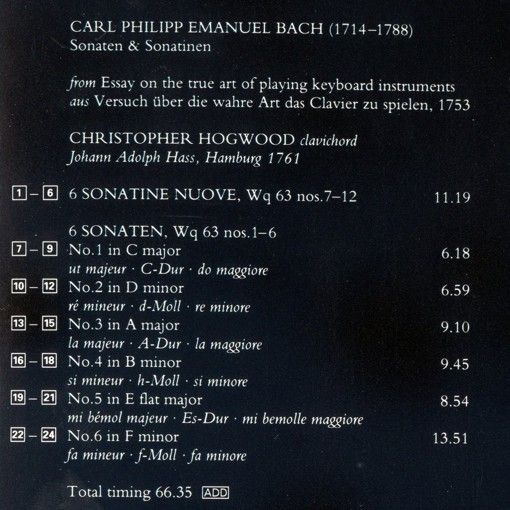 CARL PHILIPP EMANUEL BACH (1714–1788)
Sonaten & Sonatinen
from Essay on the true art of playing keyboard instruments
aus Versuch über die wahre Art das Clavier zu spielen, 1753
CHRISTOPHER HOGWOOD clavichord
Johann Adolph Hass, Hamburg 1761
1 – 6 6 SONATINE NUOVE, Wq 63 nos.7–12 11.19
6 SONATEN, Wq 63 nos.1–6
7 – 9 No.1 in C major 6.18
ut majeur · C-Dur · do maggiore
10 – 12 No.2 in D minor 6.59
ré mineur · d-Moll · re minore
13 – 15 No.3 in A major 9.10
la majeur · A-Dur · la maggiore
16 – 18 No.4 in B minor 9.45
si mineur · h-Moll · si minore
19 – 21 No.5 in E flat major 8.54
mi bémol majeur · Es-Dur · mi bemolle maggiore
22 – 24 No.6 in F minor 13.51
fa mineur · f-Moll · fa minore
Total timing 66.35 ADD